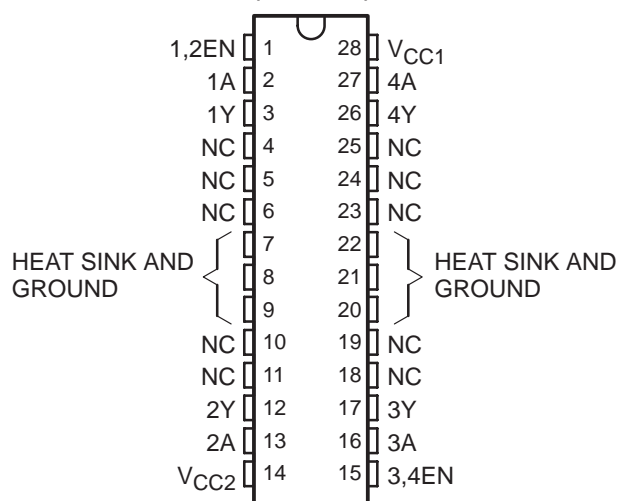 1,2EN 1 28 VCC1
1A 2 27 4A
1Y 3 26 4Y
NC 4 25 NC
NC 5 24 NC
NC 6 23 NC
7 22
HEAT SINK AND 8 21 HEAT SINK AND
GROUND GROUND
9 20
NC 10 19 NC
NC 11 18 NC
2Y 12 17 3Y
2A 13 16 3A
VCC2 14 15 3,4EN